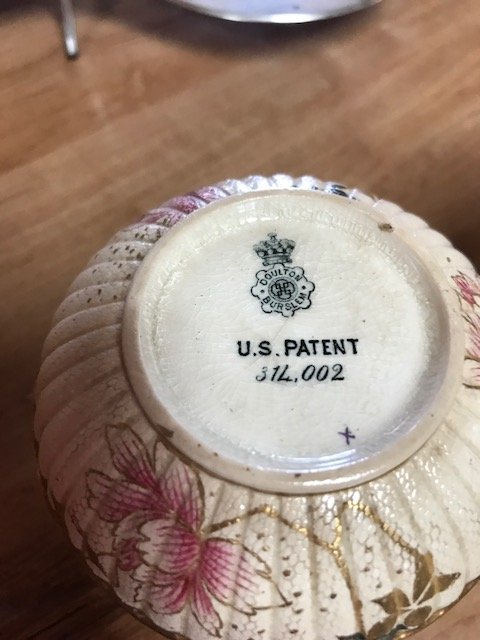 DOULTON
BURSLEM
U.S. PATENT
314,002